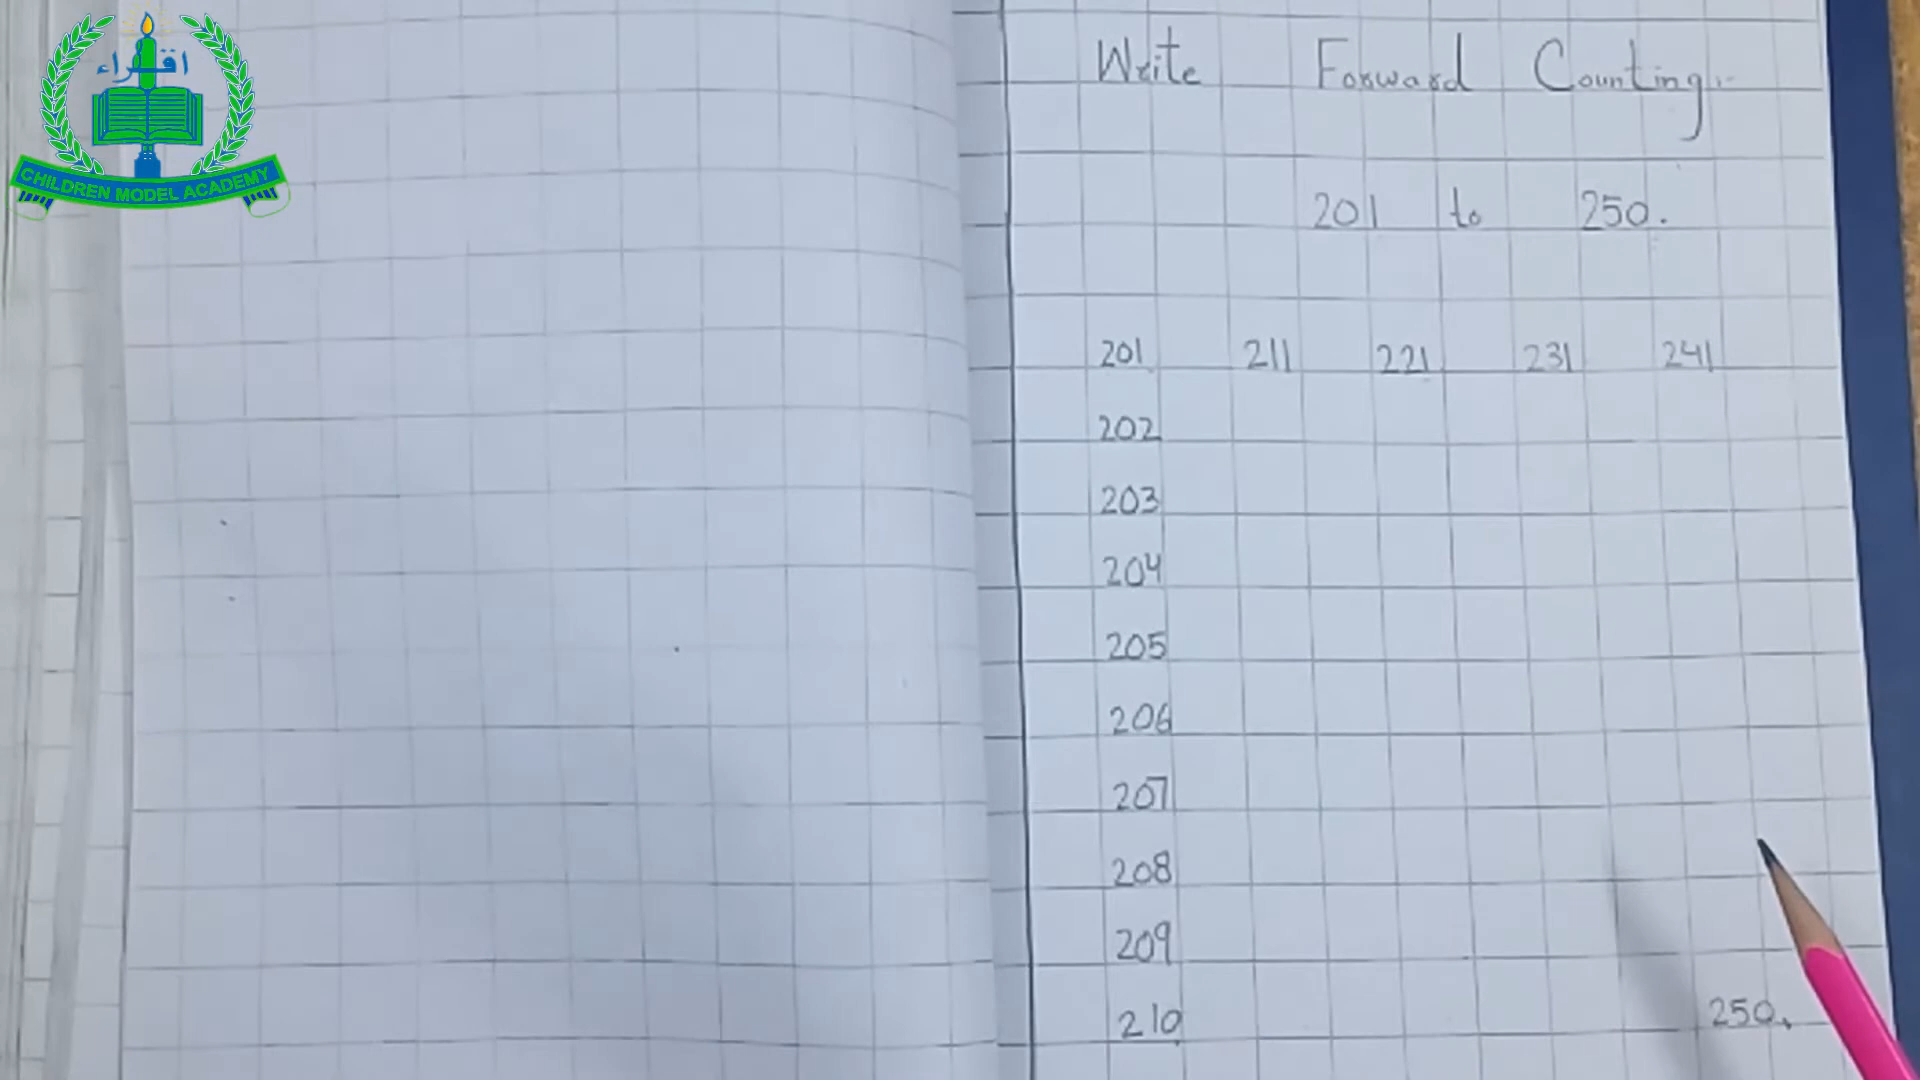 اقراء
CHILDREN MODEL ACADEMY
Write Forward Counting:-
201 to 250.
201 211 221 231 241
202
203
204
205
206
207
208
209
210 250.